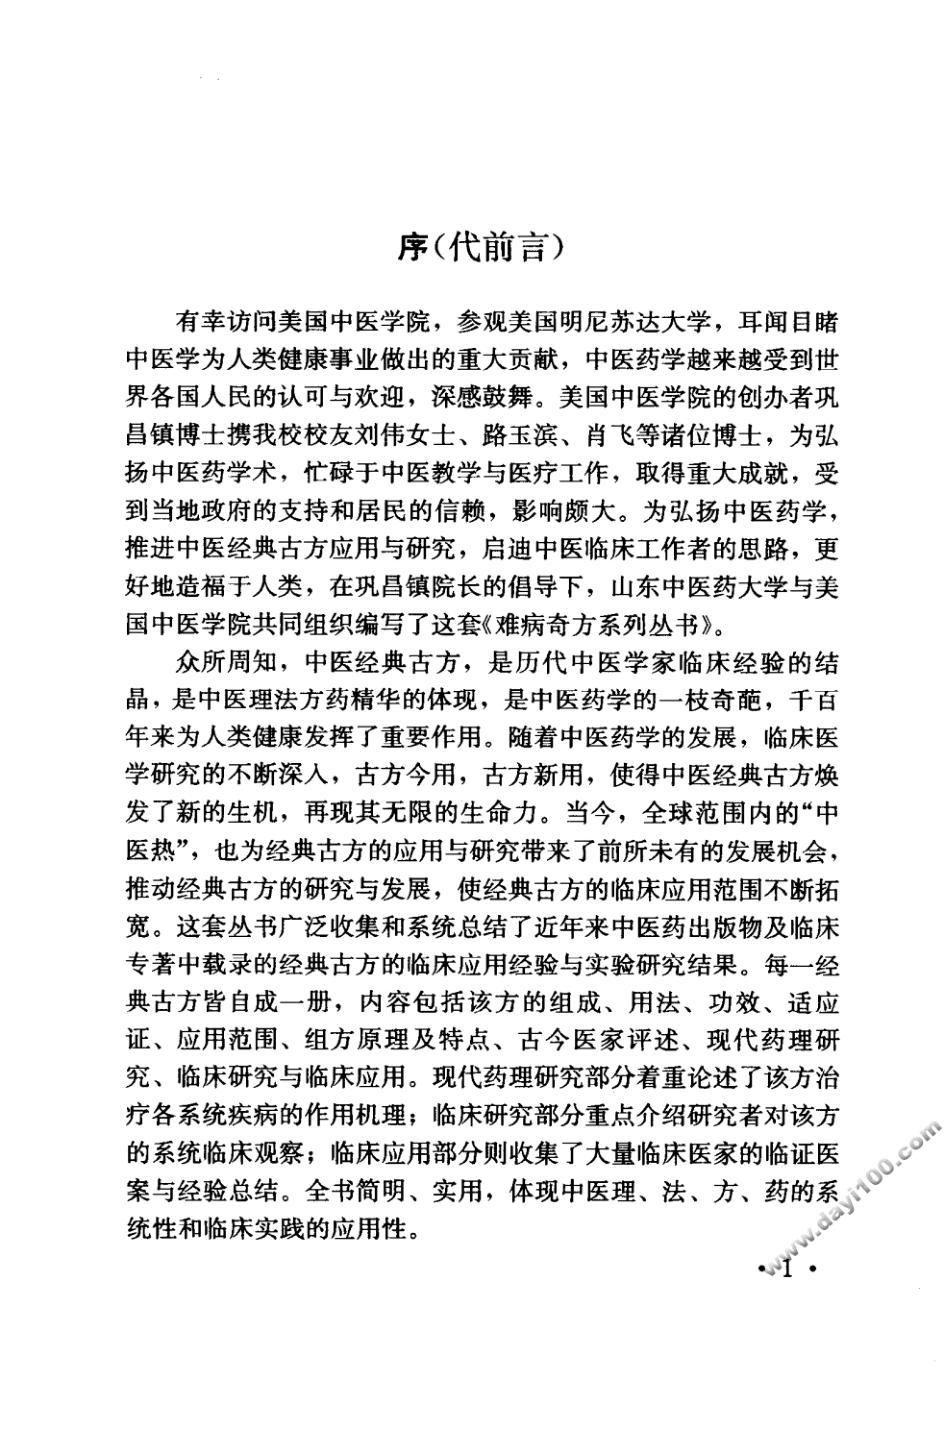 序(代前言)
有幸访问美国中医学院，参观美国明尼苏达大学，耳闻目睹
中医学为人类健康事业做出的重大贡献，中医药学越来越受到世
界各国人民的认可与欢迎，深感鼓舞。美国中医学院的创办者巩
昌镇博士携我校校友刘伟女士、路玉滨、肖飞等诸位博士，为弘
扬中医药学术，忙碌于中医教学与医疗工作，取得重大成就，受
到当地政府的支持和居民的信赖，影响颇大。为弘扬中医药学，
推进中医经典古方应用与研究，启迪中医临床工作者的思路，更
好地造福于人类，在巩昌镇院长的倡导下，山东中医药大学与美
国中医学院共同组织编写了这套《难病奇方系列丛书》。
众所周知，中医经典古方，是历代中医学家临床经验的结
晶，是中医理法方药精华的体现，是中医药学的一枝奇葩，千百
年来为人类健康发挥了重要作用。随着中医药学的发展，临床医
学研究的不断深入，古方今用，古方新用，使得中医经典古方焕
发了新的生机，再现其无限的生命力。当今，全球范围内的“中
医热”，也为经典古方的应用与研究带来了前所未有的发展机会，
推动经典古方的研究与发展，使经典古方的临床应用范围不断拓
宽。这套丛书广泛收集和系统总结了近年来中医药出版物及临床
专著中载录的经典古方的临床应用经验与实验研究结果。每一经
典古方皆自成一册，内容包括该方的组成、用法、功效、适应
证、应用范围、组方原理及特点、古今医家评述、现代药理研
究、临床研究与临床应用。现代药理研究部分着重论述了该方治
疗各系统疾病的作用机理；临床研究部分重点介绍研究者对该方
的系统临床观察；临床应用部分则收集了大量临床医家的临证医
案与经验总结。全书简明、实用，体现中医理、法、方、药的系
统性和临床实践的应用性。
www.dayi100.com
• I •